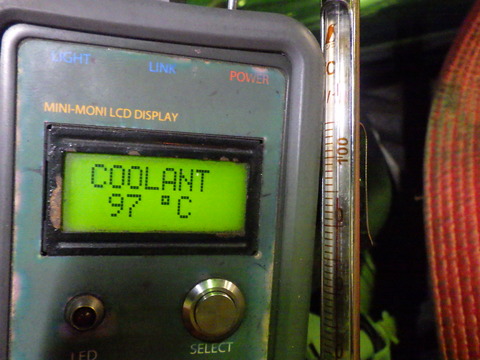 LIGHT LINK POWER
MINI-MONI LCD DISPLAY
COOLANT
97 °C
LED SELECT
C
100